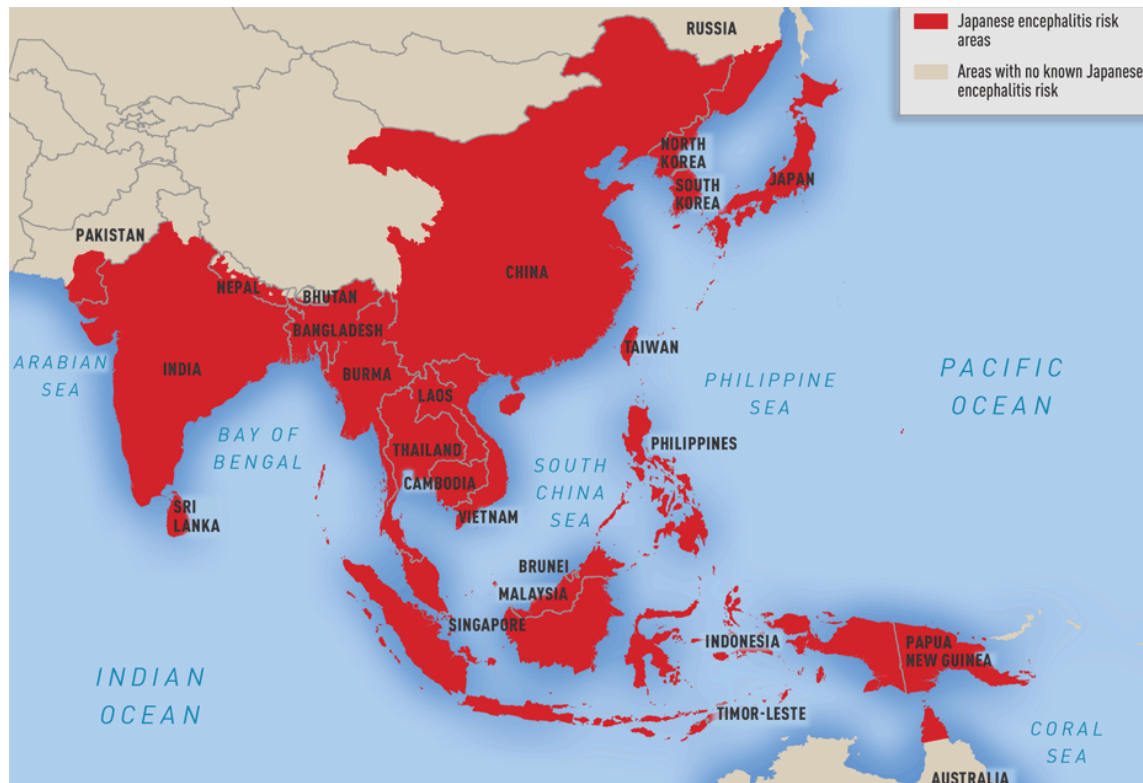 RUSSIA
Japanese encephalitis risk
areas
Areas with no known Japanese
encephalitis risk
NORTH
KOREA
SOUTH
KOREA
JAPAN
PAKISTAN
CHINA
NEPAL
BHUTAN
BANGLADESH
TAIWAN
ARABIAN
SEA
INDIA
BURMA
PACIFIC
OCEAN
PHILIPPINE
SEA
LAOS
BAY OF
BENGAL
THAILAND
PHILIPPINES
CAMBODIA
SOUTH
CHINA
SEA
SRI
LANKA
VIETNAM
BRUNEI
MALAYSIA
SINGAPORE
INDONESIA
PAPUA
NEW GUINEA
INDIAN
OCEAN
TIMOR-LESTE
CORAL
SEA
AUSTRALIA